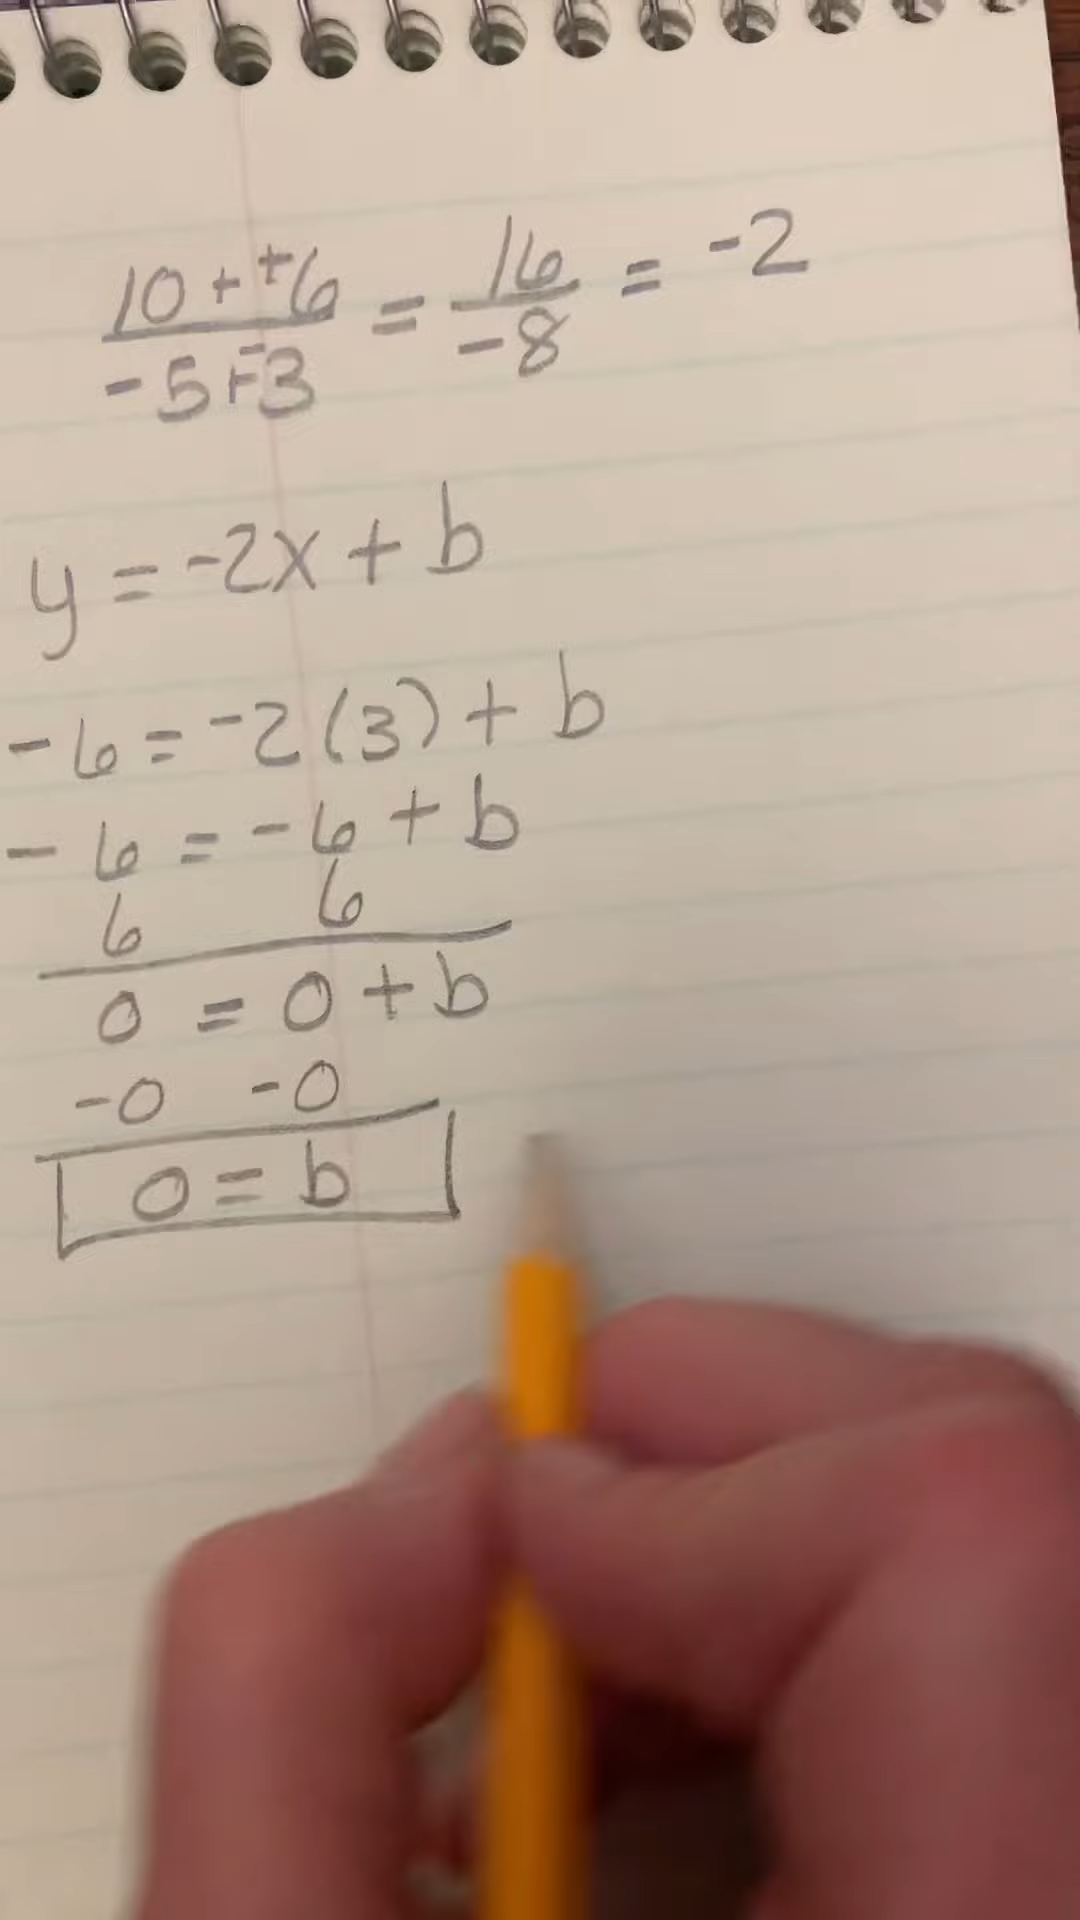 10 + +6 = 16 = -2
-5 + -3 -8
y = -2x + b
-6 = -2(3) + b
-6 = -6 + b
6 6
0 = 0 + b
-0 -0
0 = b